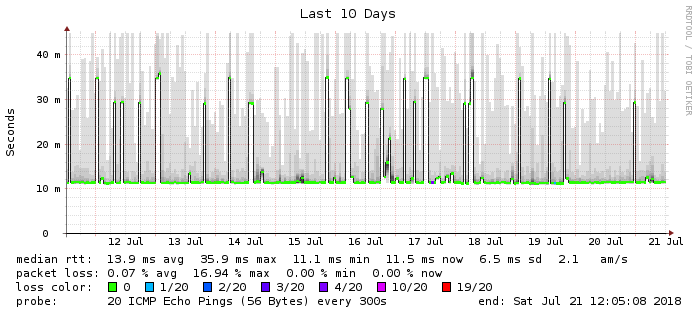 Last 10 Days
RRDTOOL / TOBI OETIKER
Seconds
40 m
30 m
20 m
10 m
0
12 Jul 13 Jul 14 Jul 15 Jul 16 Jul 17 Jul 18 Jul 19 Jul 20 Jul 21 Jul
median rtt: 13.9 ms avg 35.9 ms max 11.1 ms min 11.5 ms now 6.5 ms sd 2.1 am/s
packet loss: 0.07 % avg 16.94 % max 0.00 % min 0.00 % now
loss color: 0 1/20 2/20 3/20 4/20 10/20 19/20
probe: 20 ICMP Echo Pings (56 Bytes) every 300s end: Sat Jul 21 12:05:08 2018